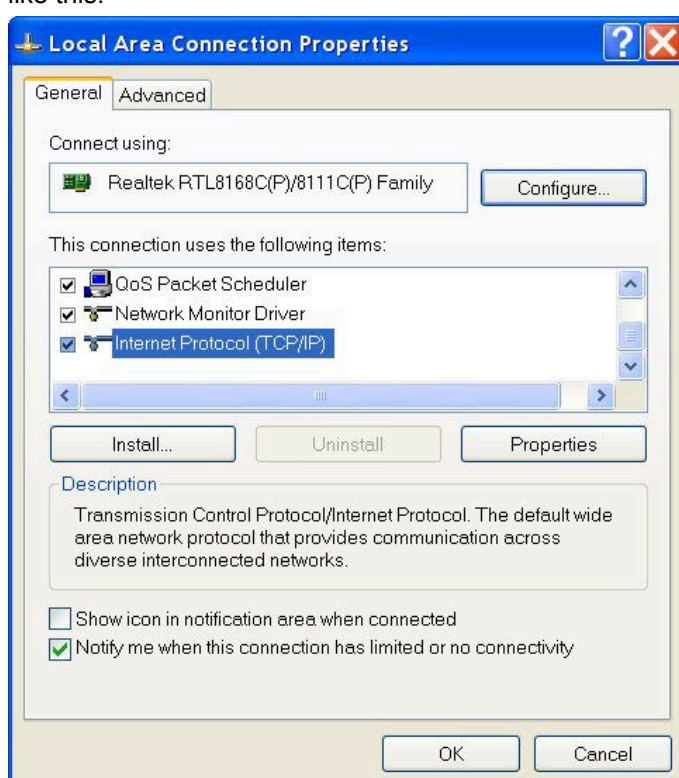 like this:
Local Area Connection Properties
General Advanced
Connect using:
Realtek RTL8168C(P)/8111C(P) Family Configure...
This connection uses the following items:
QoS Packet Scheduler
Network Monitor Driver
Internet Protocol (TCP/IP)
Install... Uninstall Properties
Description
Transmission Control Protocol/Internet Protocol. The default wide
area network protocol that provides communication across
diverse interconnected networks.
Show icon in notification area when connected
Notify me when this connection has limited or no connectivity
OK Cancel